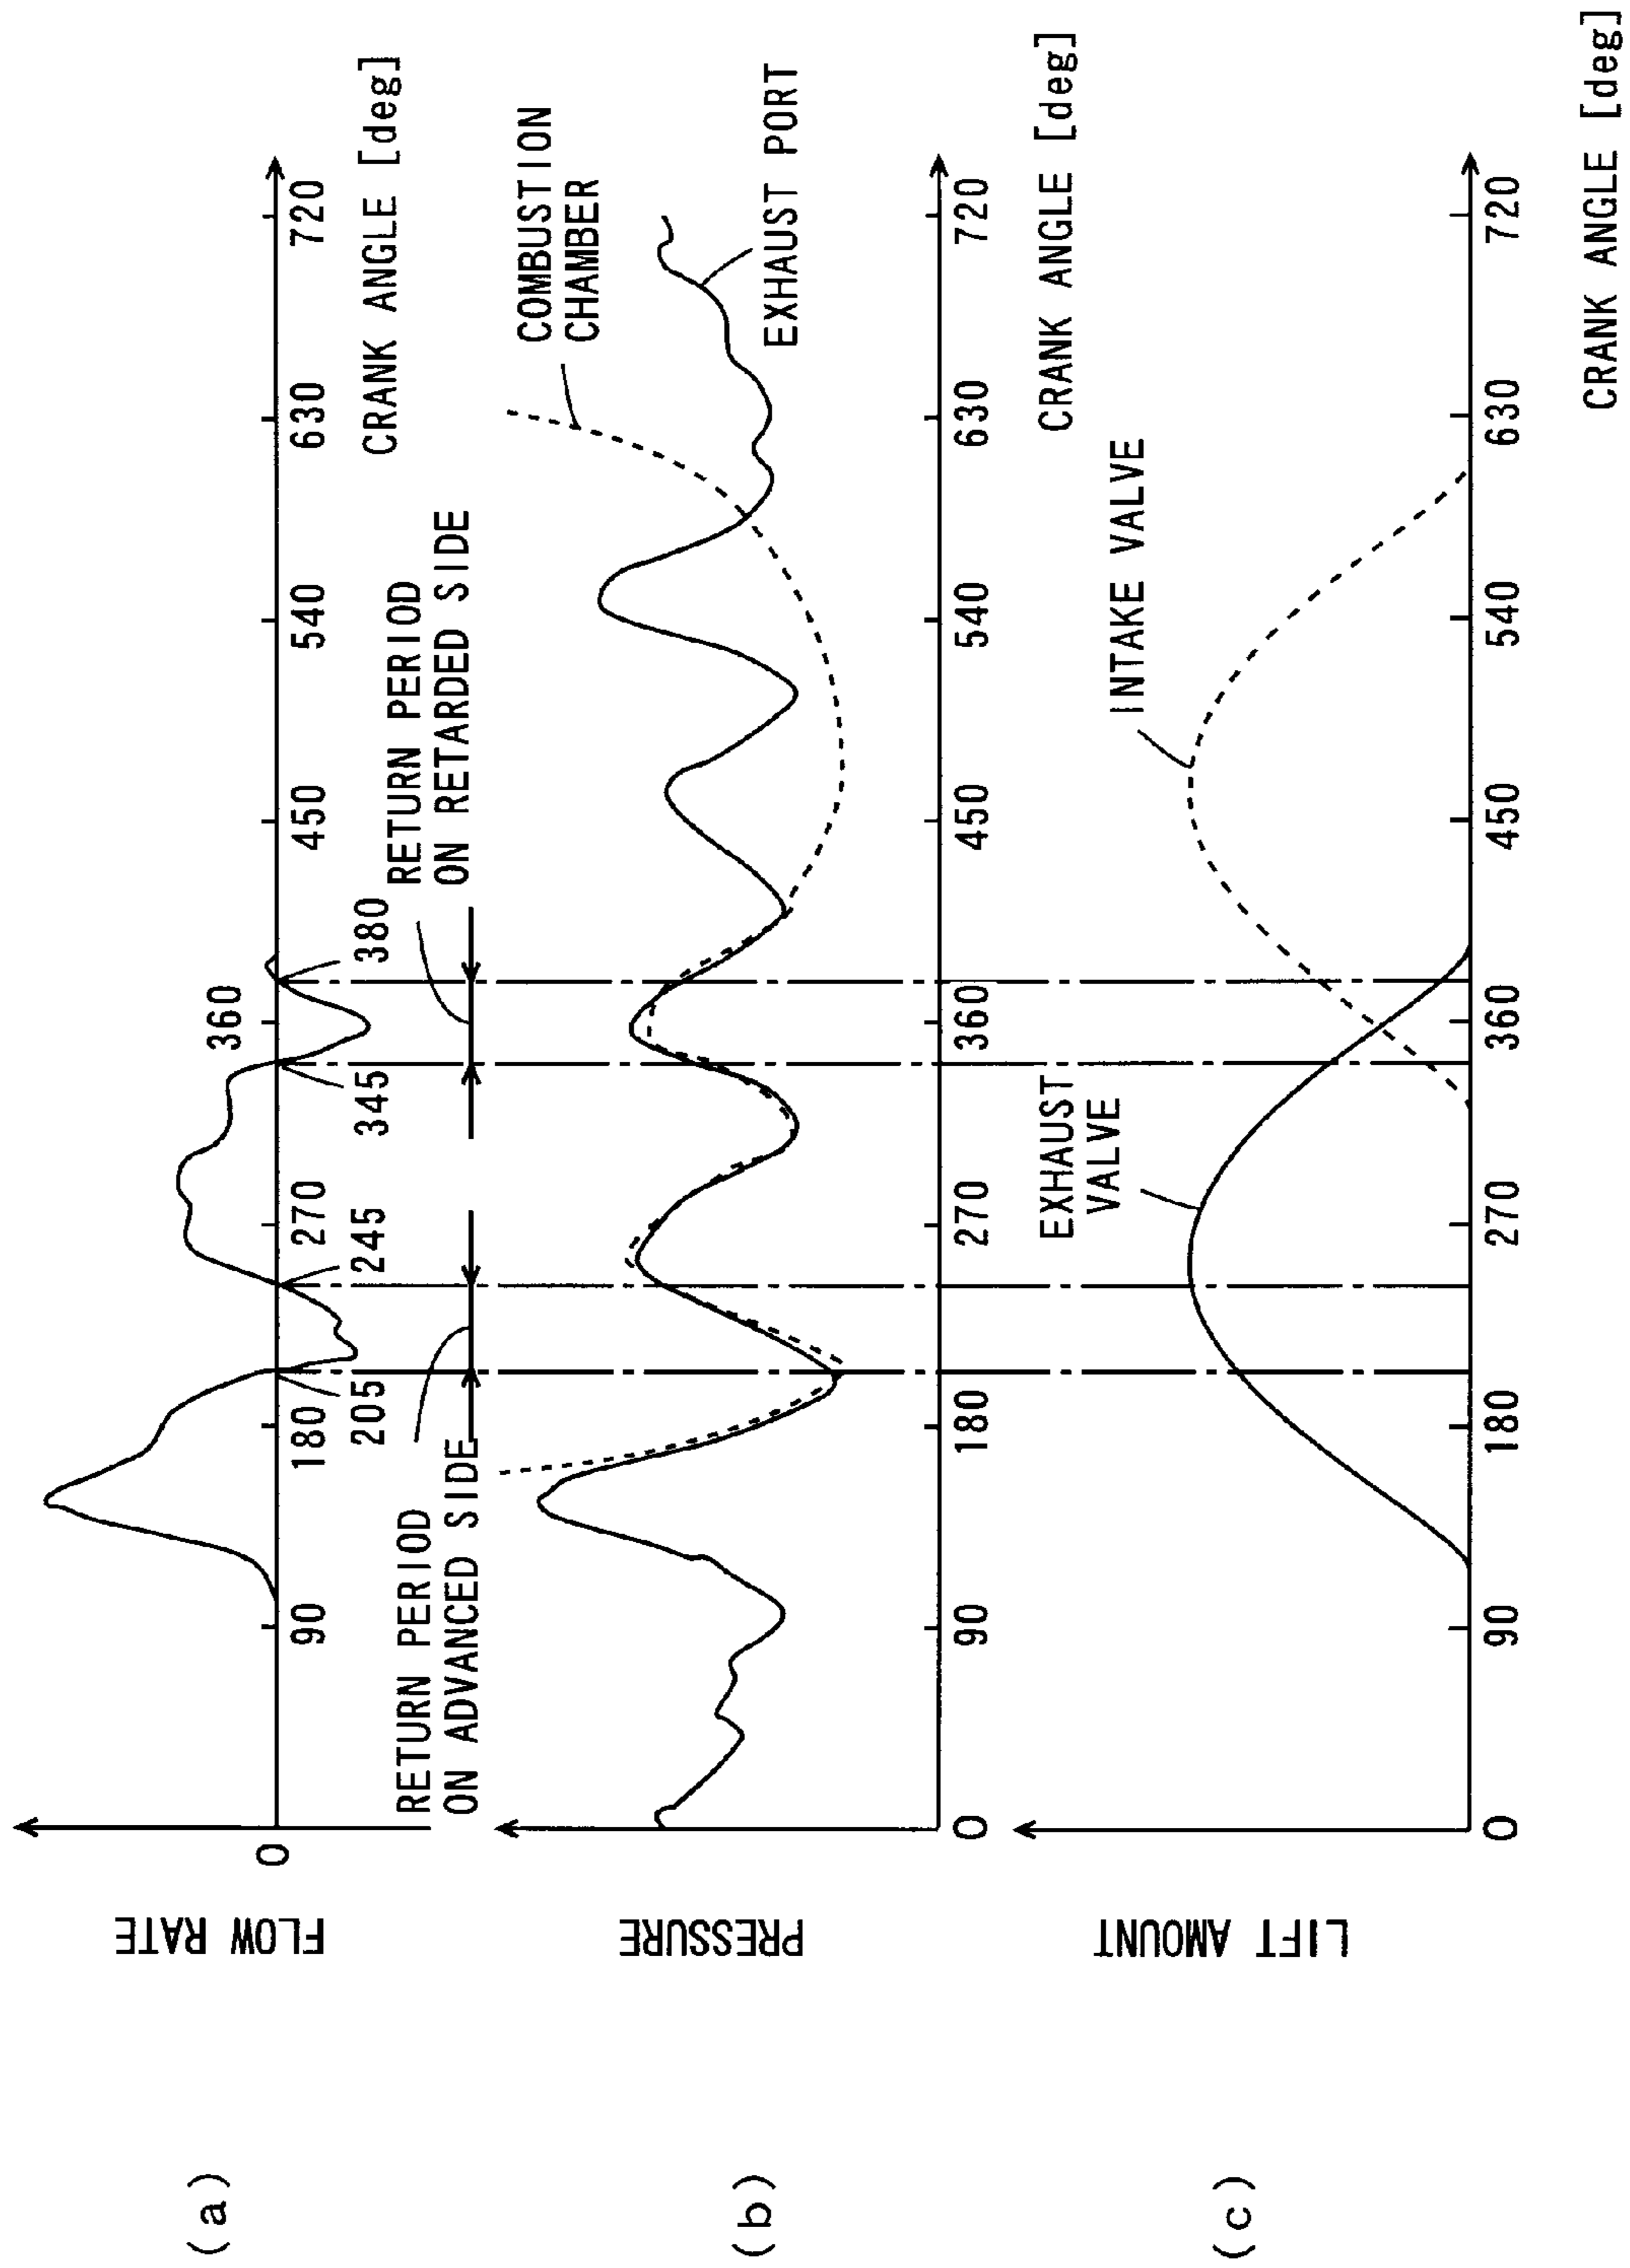 (a)
FLOW RATE
0
90
180
205
245
270
345
360
380
450
540
630
720
CRANK ANGLE [deg]
RETURN PERIOD
ON ADVANCED SIDE
RETURN PERIOD
ON RETARDED SIDE
(b)
PRESSURE
COMBUSTION
CHAMBER
EXHAUST PORT
0
90
180
270
360
450
540
630
720
CRANK ANGLE [deg]
(c)
LIFT AMOUNT
EXHAUST
VALVE
INTAKE VALVE
0
90
180
270
360
450
540
630
720
CRANK ANGLE [deg]